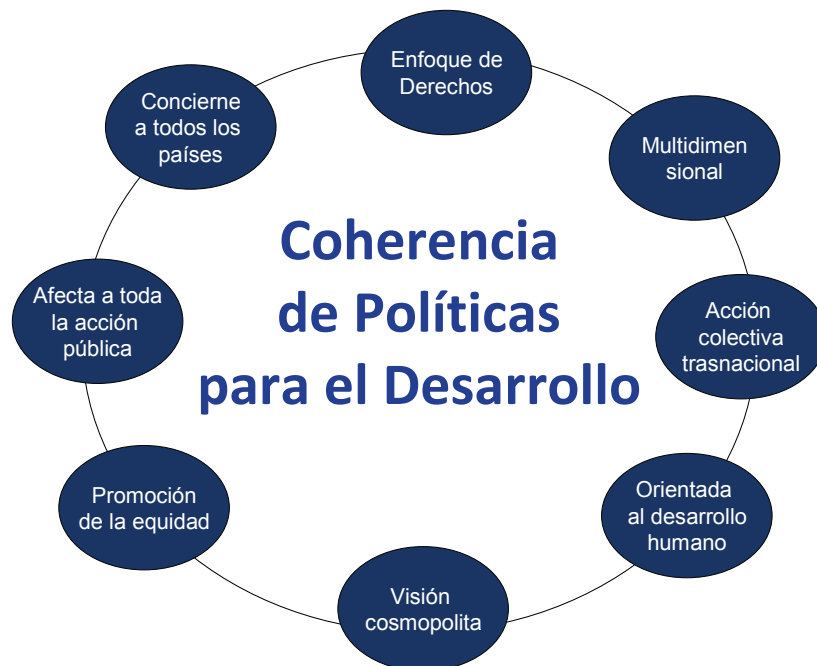 Enfoque de
Derechos
Concierne
a todos los
países
Multidimen
sional
Coherencia
de Políticas
para el Desarrollo
Afecta a toda
la acción
pública
Acción
colectiva
trasnacional
Promoción
de la equidad
Orientada
al desarrollo
humano
Visión
cosmopolita